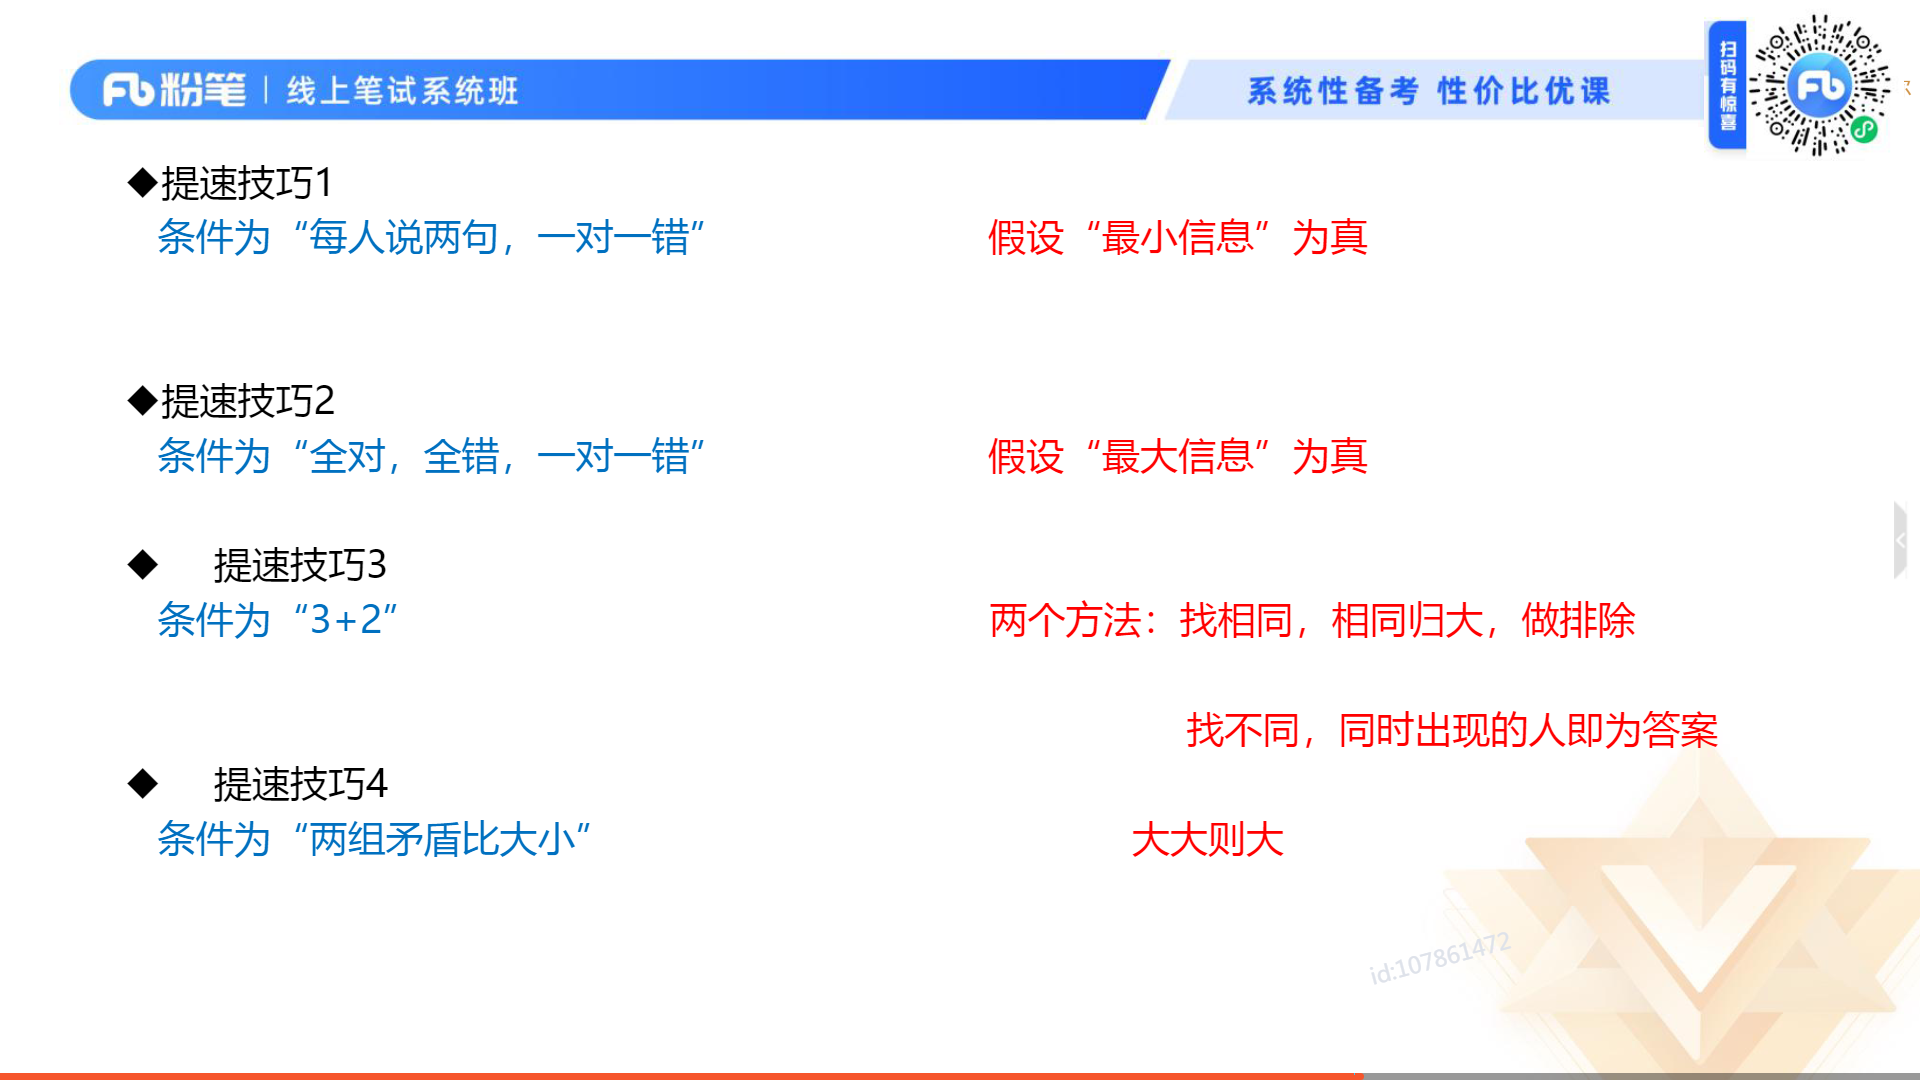 粉笔 | 线上笔试系统班
系统性备考 性价比优课
扫码有惊喜
◆提速技巧1
条件为“每人说两句，一对一错”
假设“最小信息”为真
◆提速技巧2
条件为“全对，全错，一对一错”
假设“最大信息”为真
◆ 提速技巧3
条件为“3+2”
两个方法：找相同，相同归大，做排除
找不同，同时出现的人即为答案
◆ 提速技巧4
条件为“两组矛盾比大小”
大大则大
id:107861472